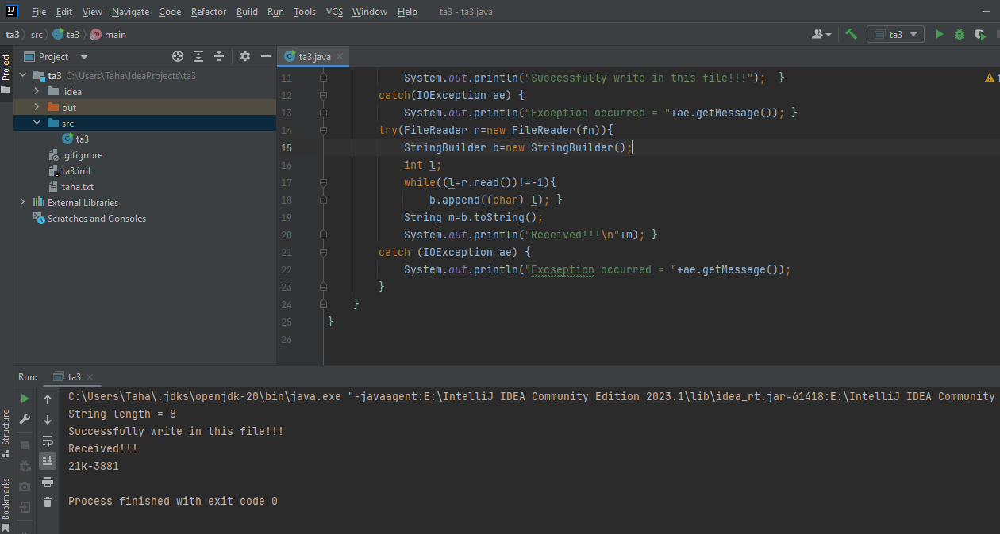 File Edit View Navigate Code Refactor Build Run Tools VCS Window Help ta3 - ta3.java
ta3 src ta3 main
ta3
Project
ta3.java
Project
ta3 C:\Users\Taha\IdeaProjects\ta3
.idea
out
src
ta3
.gitignore
ta3.iml
taha.txt
External Libraries
Scratches and Consoles
11 System.out.println("Successfully write in this file!!!"); }
12 catch(IOException ae) {
13 System.out.println("Exception occurred = "+ae.getMessage()); }
14 try(FileReader r=new FileReader(fn)){
15 StringBuilder b=new StringBuilder();
16 int l;
17 while((l=r.read())!=-1){
18 b.append((char) l); }
19 String m=b.toString();
20 System.out.println("Received!!!\n"+m); }
21 catch (IOException ae) {
22 System.out.println("Excseption occurred = "+ae.getMessage());
23 }
24 }
25 }
26
1
Run: ta3
C:\Users\Taha\.jdks\openjdk-20\bin\java.exe "-javaagent:E:\IntelliJ IDEA Community Edition 2023.1\lib\idea_rt.jar=61418:E:\IntelliJ IDEA Community
String length = 8
Successfully write in this file!!!
Received!!!
21k-3881
Process finished with exit code 0
Structure
Bookmarks